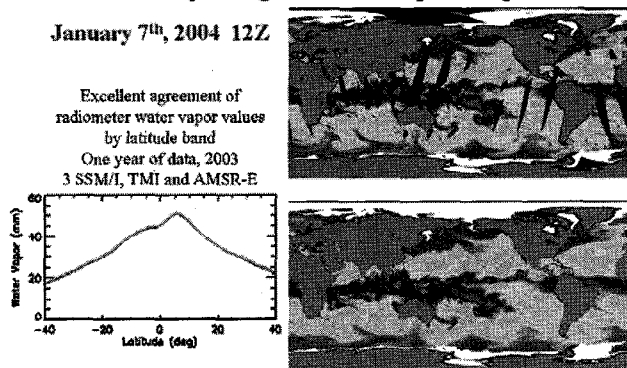 January 7th, 2004 12Z
Excellent agreement of
radiometer water vapor values
by latitude band
One year of data, 2003
3 SSM/I, TMI and AMSR-E
60
40
20
0
Water Vapor (mm)
-40
-20
0
20
40
Latitude (deg)